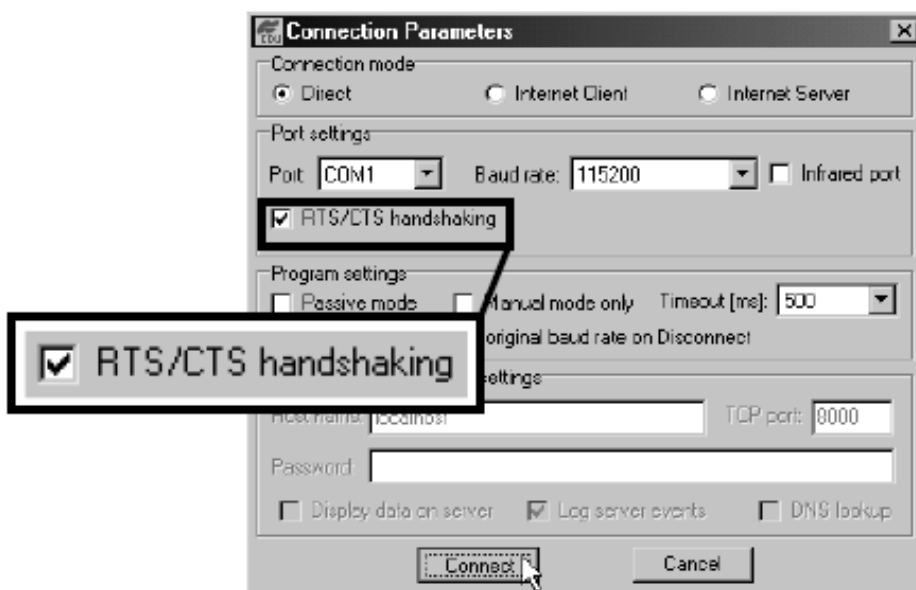 EDU Connection Parameters
Connection mode
Direct Internet Client Internet Server
Port settings
Port: COM1 Baud rate: 115200 Infrared port
RTS/CTS handshaking
Program settings
Passive mode Manual mode only Timeout [ms]: 500
original baud rate on Disconnect
RTS/CTS handshaking
settings
Host name: localhost TCP port: 8000
Password:
Display data on server Log server events DNS lookup
Connect Cancel